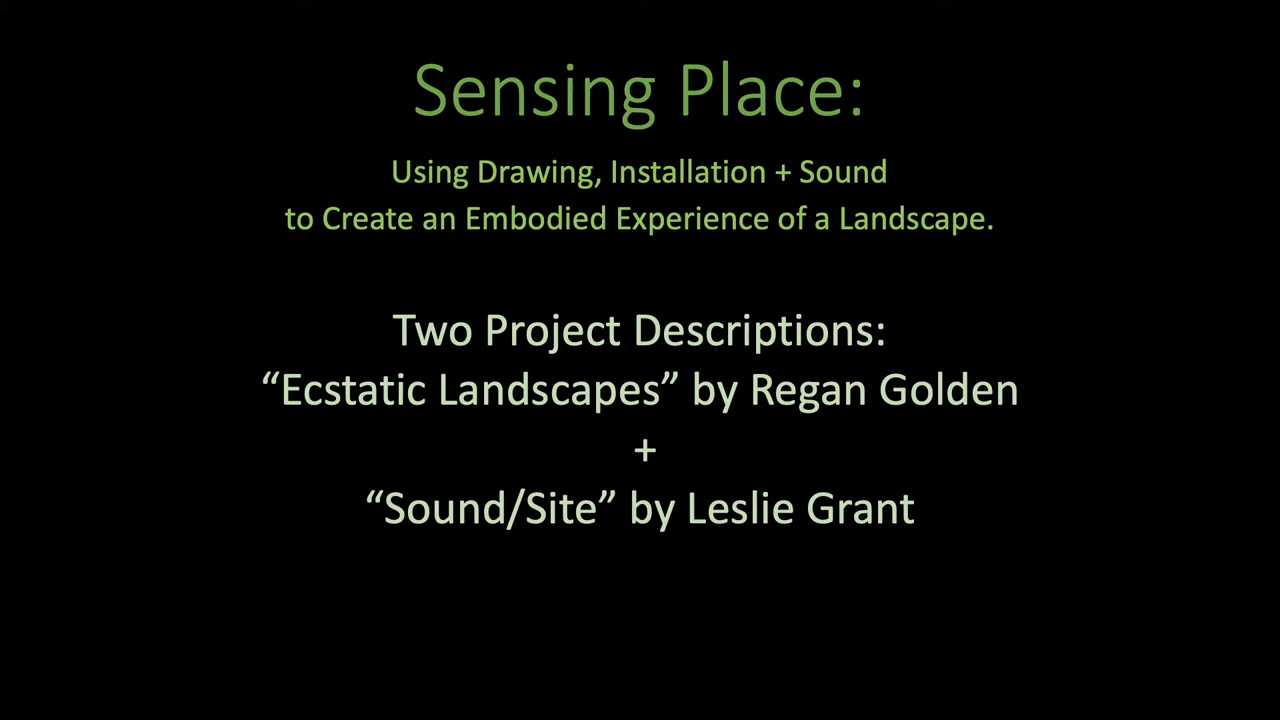 Sensing Place:
Using Drawing, Installation + Sound
to Create an Embodied Experience of a Landscape.
Two Project Descriptions:
“Ecstatic Landscapes” by Regan Golden
+
“Sound/Site” by Leslie Grant